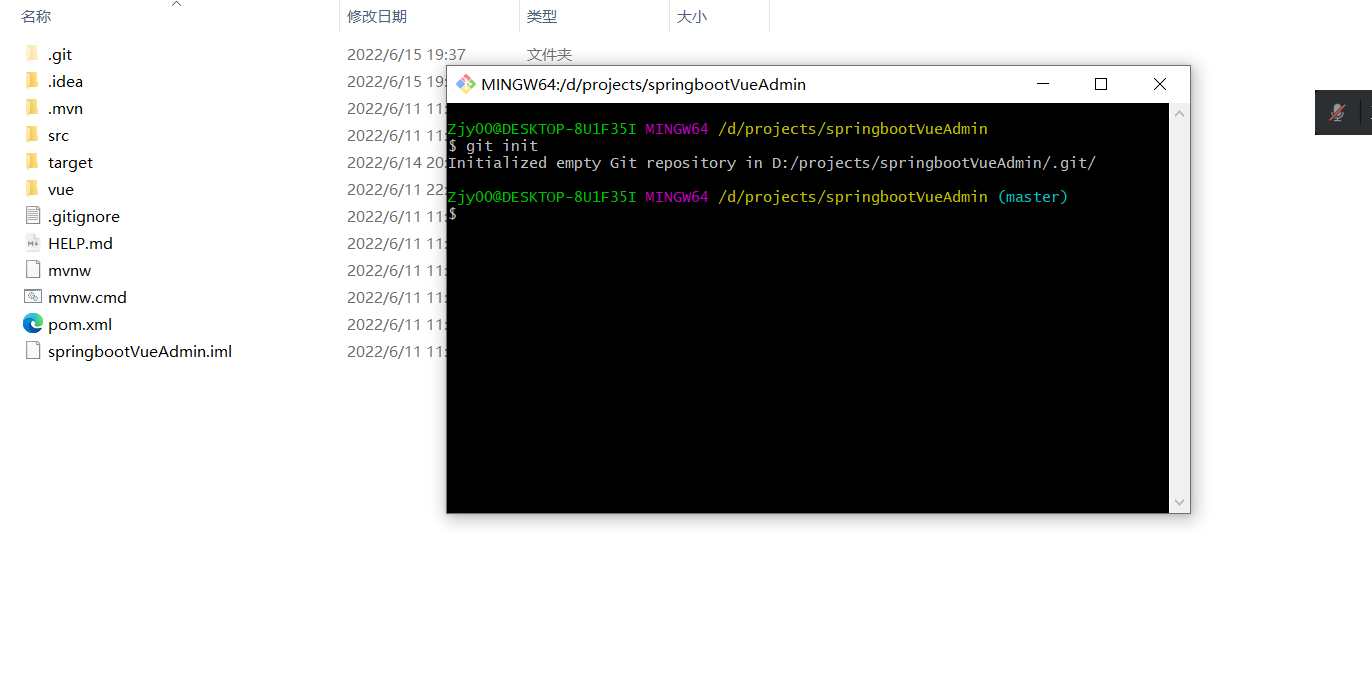 名称 修改日期 类型 大小
.git 2022/6/15 19:37 文件夹
.idea 2022/6/15 19:
.mvn 2022/6/11 11:
src 2022/6/11 11:
target 2022/6/14 20:
vue 2022/6/11 22:
.gitignore 2022/6/11 11:
HELP.md 2022/6/11 11:
mvnw 2022/6/11 11:
mvnw.cmd 2022/6/11 11:
pom.xml 2022/6/11 11:
springbootVueAdmin.iml 2022/6/11 11:
MINGW64:/d/projects/springbootVueAdmin
Zjy00@DESKTOP-8U1F35I MINGW64 /d/projects/springbootVueAdmin
$ git init
Initialized empty Git repository in D:/projects/springbootVueAdmin/.git/
Zjy00@DESKTOP-8U1F35I MINGW64 /d/projects/springbootVueAdmin (master)
$